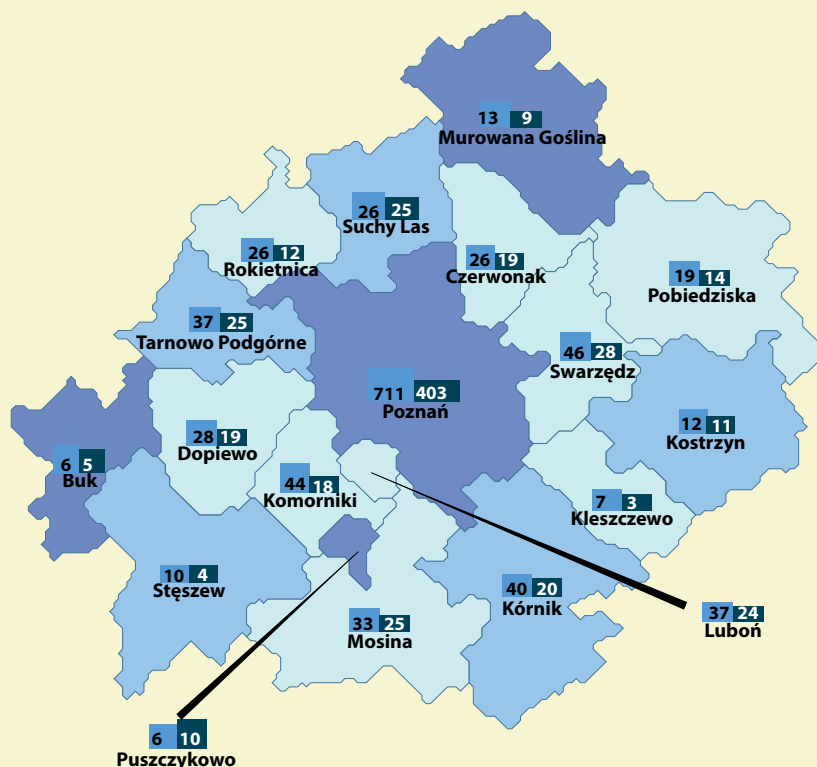 13 9
Murowana Goślina
26 25
Suchy Las
26 12
Rokietnica
26 19
Czerwonak
19 14
Pobiedziska
37 25
Tarnowo Podgórne
46 28
Swarzędz
711 403
Poznań
12 11
Kostrzyn
28 19
Dopiewo
6 5
Buk
44 18
Komorniki
7 3
Kleszczewo
10 4
Stęszew
40 20
Kórnik
37 24
Luboń
33 25
Mosina
6 10
Puszczykowo